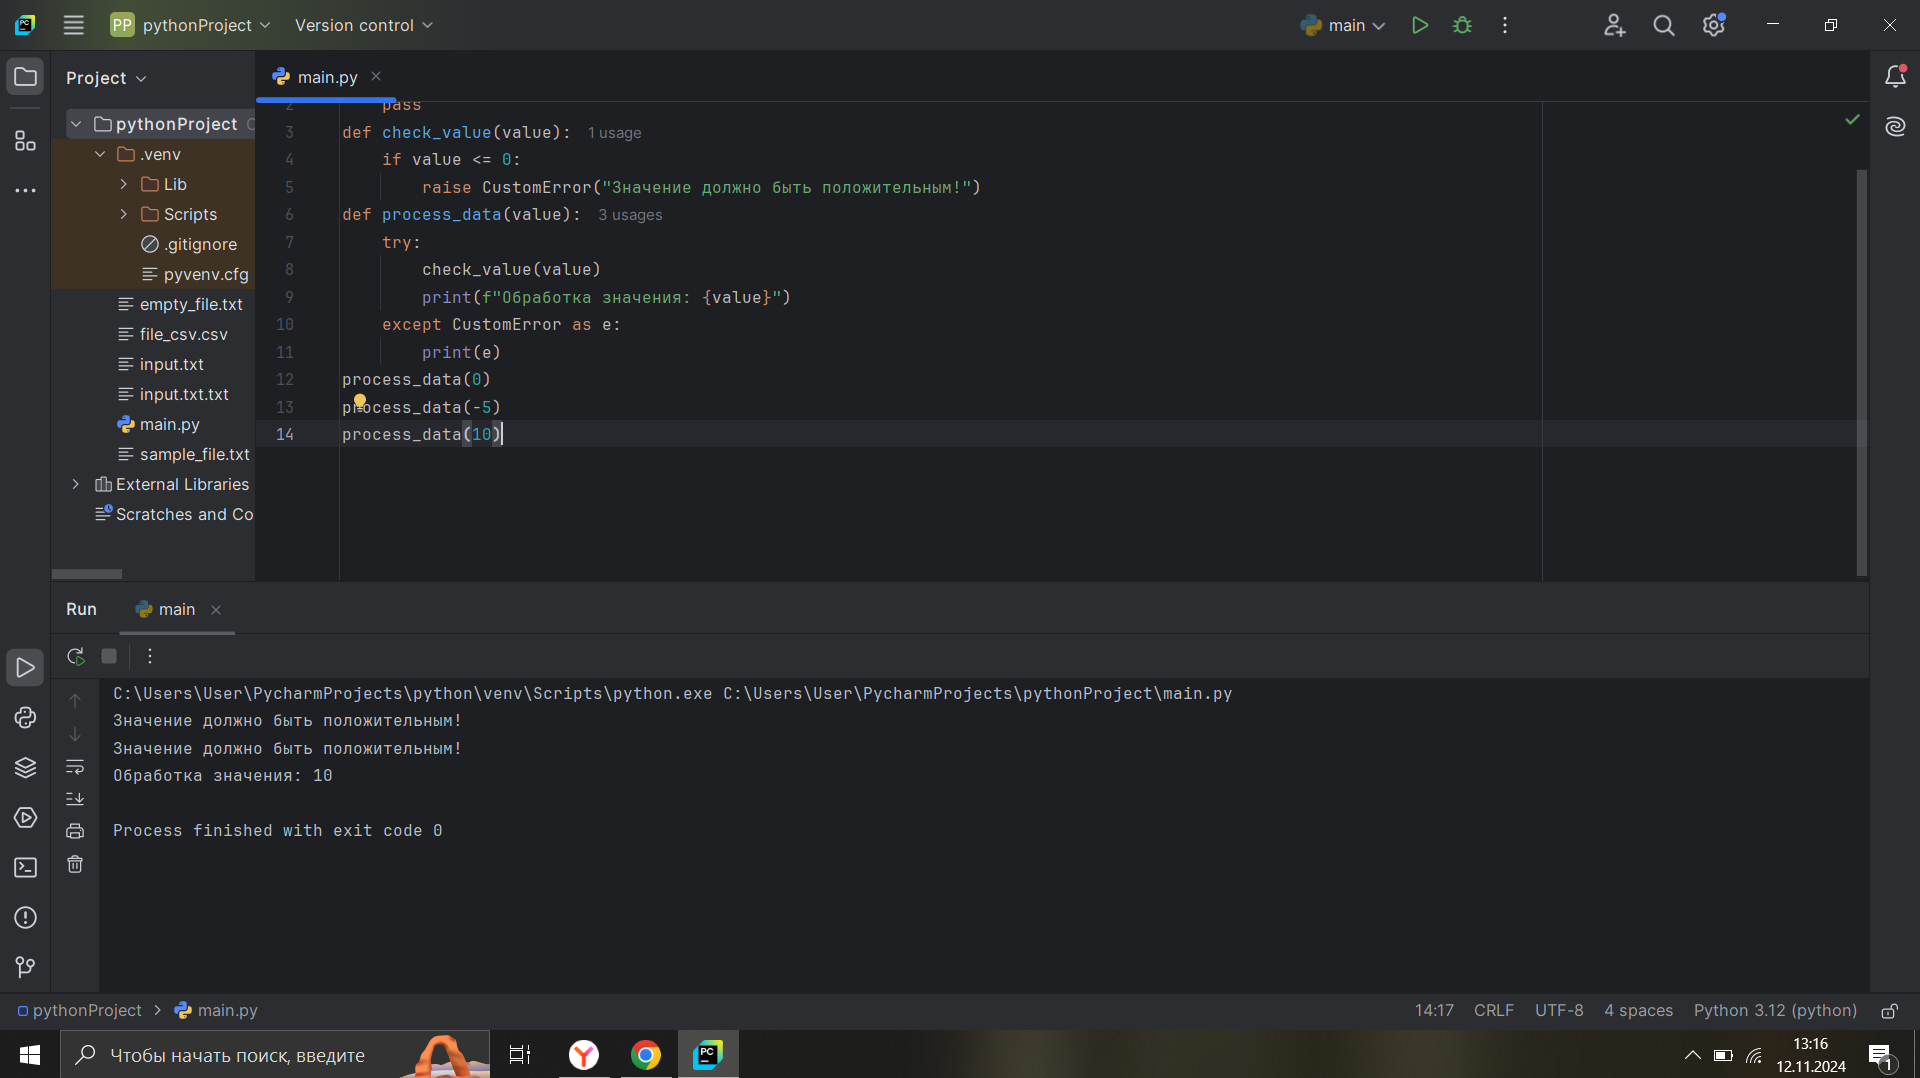 PP pythonProject Version control main
Project
main.py
pythonProject
.venv
Lib
Scripts
.gitignore
pyvenv.cfg
empty_file.txt
file_csv.csv
input.txt
input.txt.txt
main.py
sample_file.txt
External Libraries
Scratches and Co
2 pass
3 def check_value(value): 1 usage
4 if value <= 0:
5 raise CustomError("Значение должно быть положительным!")
6 def process_data(value): 3 usages
7 try:
8 check_value(value)
9 print(f"Обработка значения: {value}")
10 except CustomError as e:
11 print(e)
12 process_data(0)
13 process_data(-5)
14 process_data(10)
Run main
C:\Users\User\PycharmProjects\python\venv\Scripts\python.exe C:\Users\User\PycharmProjects\pythonProject\main.py
Значение должно быть положительным!
Значение должно быть положительным!
Обработка значения: 10
Process finished with exit code 0
pythonProject main.py 14:17 CRLF UTF-8 4 spaces Python 3.12 (python)
Чтобы начать поиск, введите
13:16
12.11.2024
1